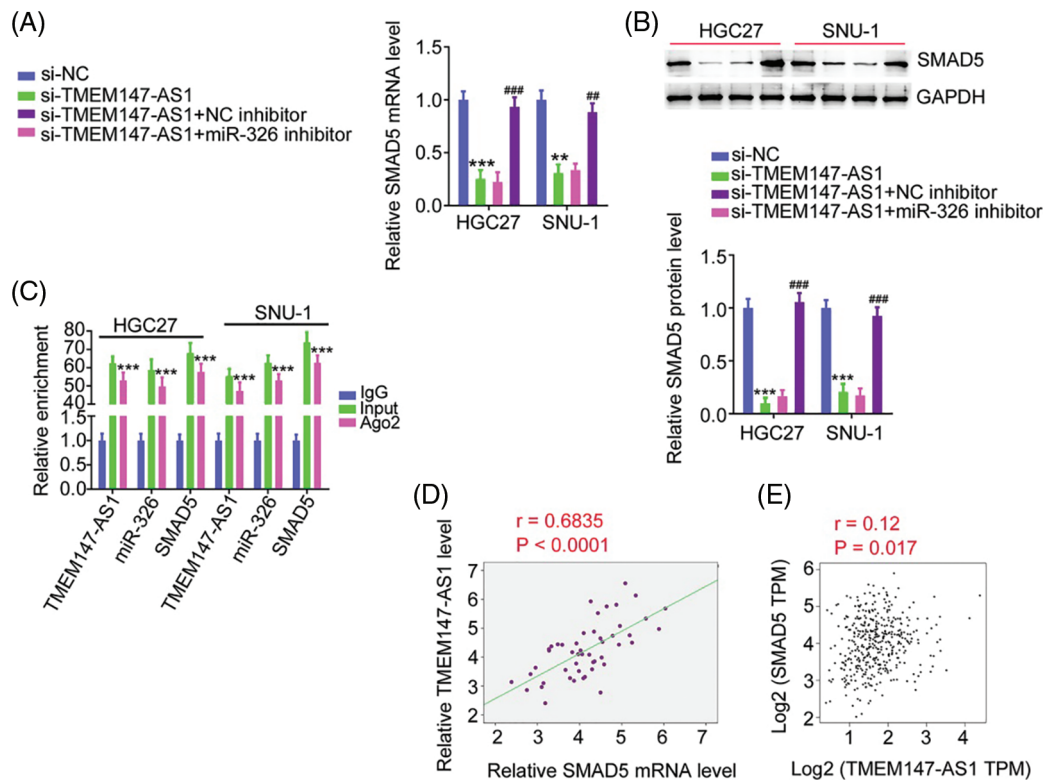 (A)
si-NC
si-TMEM147-AS1
si-TMEM147-AS1+NC inhibitor
si-TMEM147-AS1+miR-326 inhibitor
Relative SMAD5 mRNA level
1.5
1.0
0.5
0.0
***
###
**
##
HGC27
SNU-1
(B)
HGC27
SNU-1
SMAD5
GAPDH
si-NC
si-TMEM147-AS1
si-TMEM147-AS1+NC inhibitor
si-TMEM147-AS1+miR-326 inhibitor
Relative SMAD5 protein level
1.5
1.0
0.5
0.0
***
###
***
###
HGC27
SNU-1
(C)
HGC27
SNU-1
Relative enrichment
80
70
60
50
40
1.5
1.0
0.5
0.0
***
***
***
***
***
***
TMEM147-AS1
miR-326
SMAD5
TMEM147-AS1
miR-326
SMAD5
IgG
Input
Ago2
(D)
r = 0.6835
P < 0.0001
Relative TMEM147-AS1 level
7
6
5
4
3
2
2
3
4
5
6
7
Relative SMAD5 mRNA level
(E)
r = 0.12
P = 0.017
Log2 (SMAD5 TPM)
6
5
4
3
2
1
2
3
4
Log2 (TMEM147-AS1 TPM)